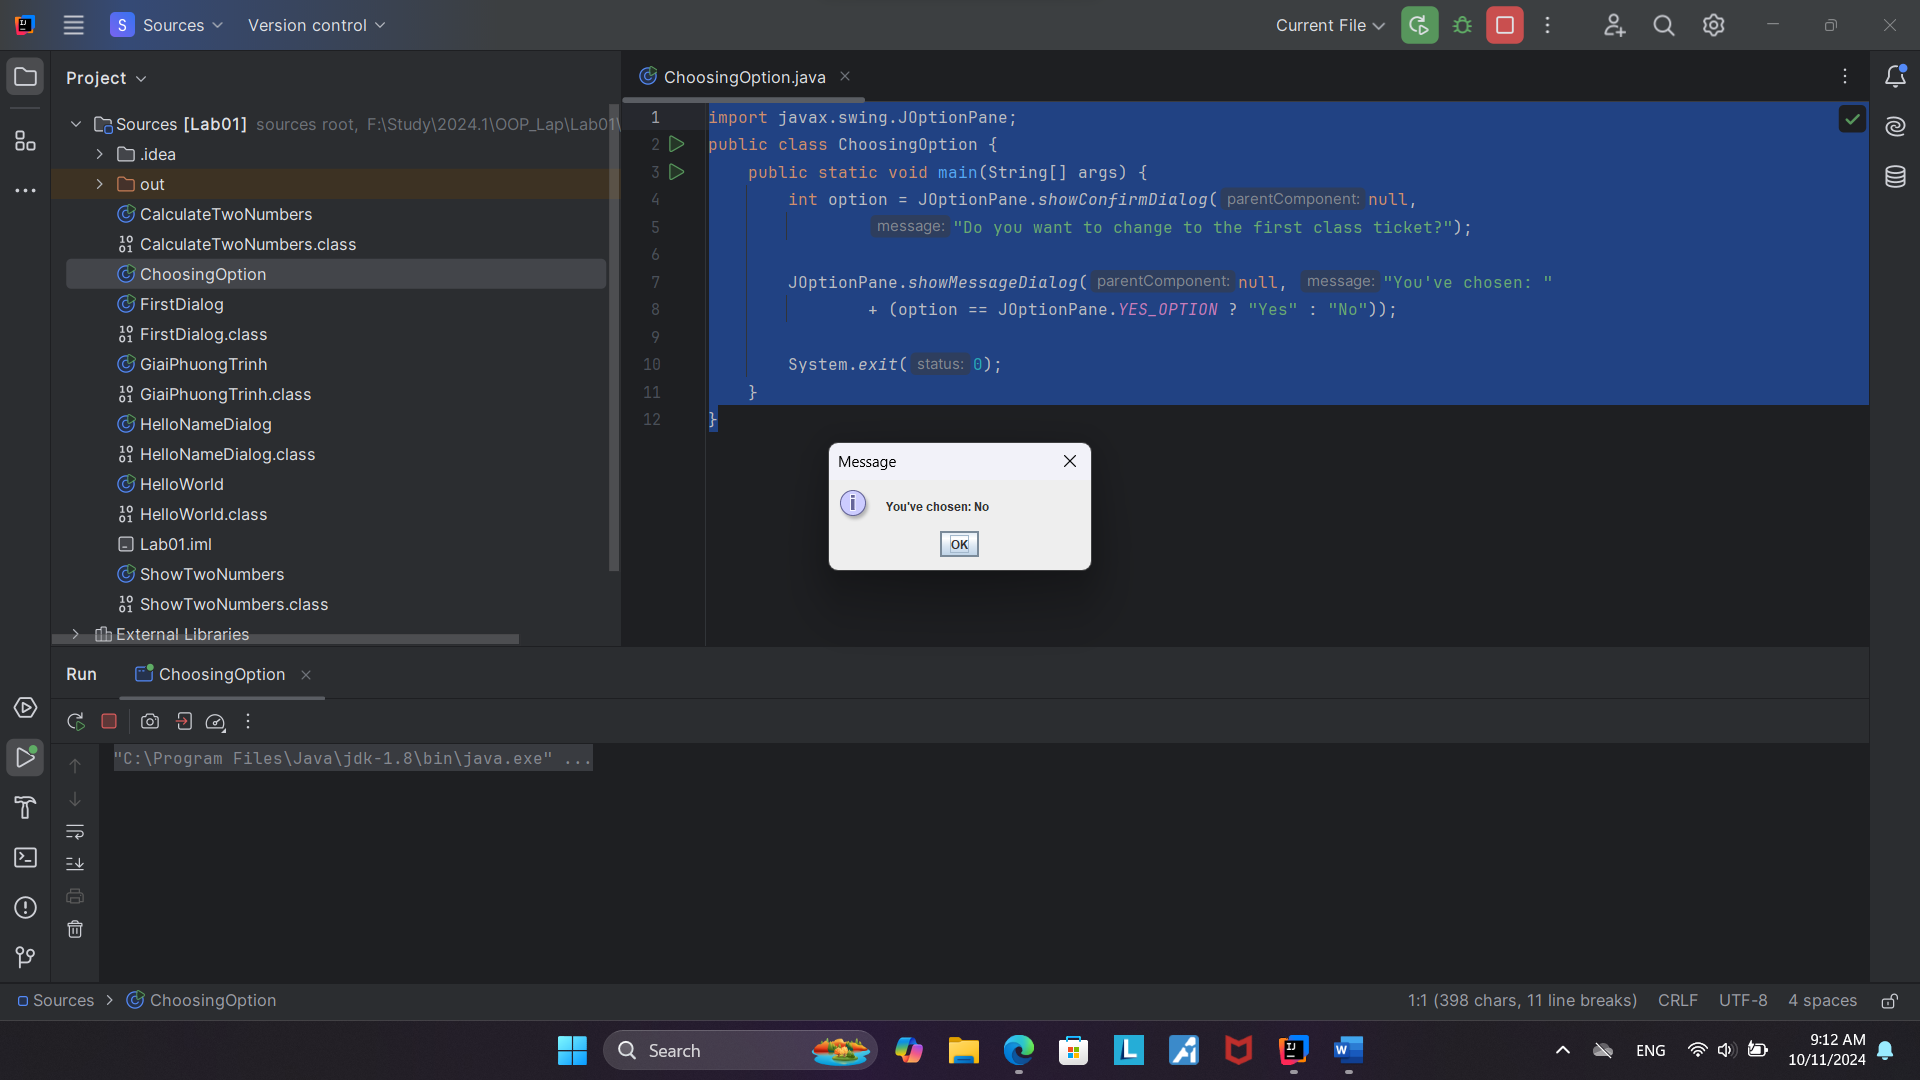 S Sources Version control Current File
Project
ChoosingOption.java
Sources [Lab01] sources root, F:\Study\2024.1\OOP_Lap\Lab01\
.idea
out
CalculateTwoNumbers
CalculateTwoNumbers.class
ChoosingOption
FirstDialog
FirstDialog.class
GiaiPhuongTrinh
GiaiPhuongTrinh.class
HelloNameDialog
HelloNameDialog.class
HelloWorld
HelloWorld.class
Lab01.iml
ShowTwoNumbers
ShowTwoNumbers.class
External Libraries
1 import javax.swing.JOptionPane;
2 public class ChoosingOption {
3 public static void main(String[] args) {
4 int option = JOptionPane.showConfirmDialog( parentComponent: null,
5 message: "Do you want to change to the first class ticket?");
6
7 JOptionPane.showMessageDialog( parentComponent: null, message: "You've chosen: "
8 + (option == JOptionPane.YES_OPTION ? "Yes" : "No"));
9
10 System.exit( status: 0);
11 }
12 }
Message
You've chosen: No
OK
Run ChoosingOption
"C:\Program Files\Java\jdk-1.8\bin\java.exe" ...
Sources > ChoosingOption 1:1 (398 chars, 11 line breaks) CRLF UTF-8 4 spaces
Search ENG 9:12 AM
10/11/2024